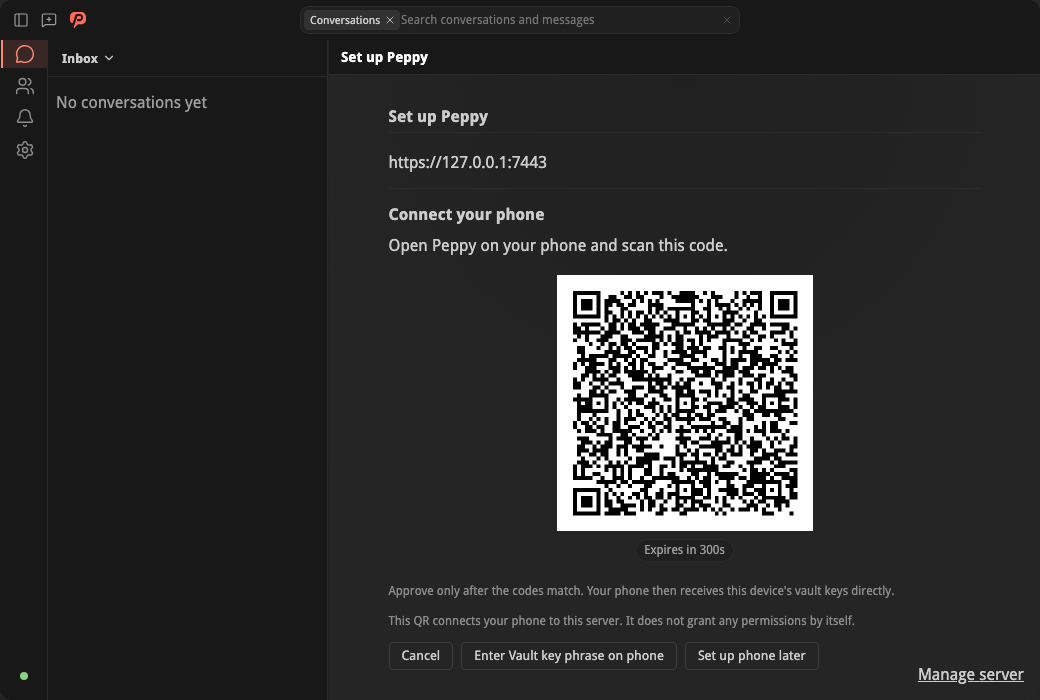 Conversations
Search conversations and messages
Inbox
Set up Peppy
No conversations yet
Set up Peppy
https://127.0.0.1:7443
Connect your phone
Open Peppy on your phone and scan this code.
Expires in 300s
Approve only after the codes match. Your phone then receives this device's vault keys directly.
This QR connects your phone to this server. It does not grant any permissions by itself.
Cancel
Enter Vault key phrase on phone
Set up phone later
Manage server